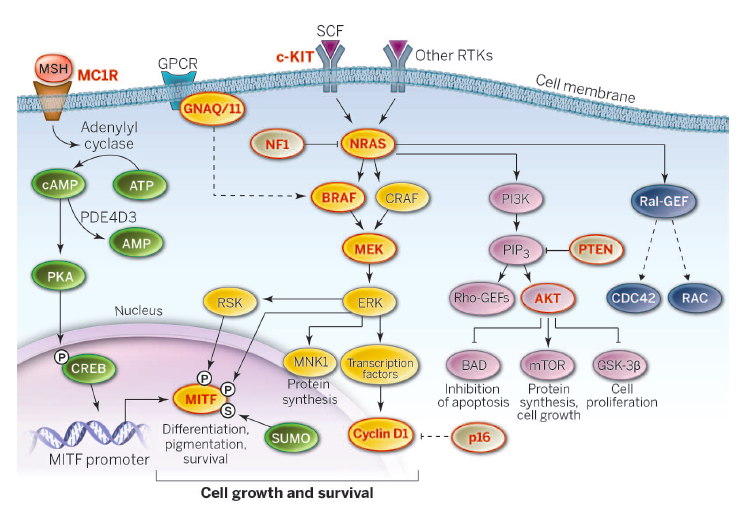 SCF
c-KIT
Other RTKs
MSH
MC1R
GPCR
Cell membrane
GNAQ/11
Adenylyl
cyclase
NF1
NRAS
cAMP
ATP
BRAF
CRAF
PI3K
Ral-GEF
PDE4D3
AMP
MEK
PIP3
PTEN
PKA
RSK
ERK
Rho-GEFs
AKT
CDC42
RAC
Nucleus
P
CREB
MNK1
Transcription
factors
BAD
mTOR
GSK-3β
Protein
synthesis
Inhibition
of apoptosis
Protein
synthesis,
cell growth
Cell
proliferation
P
P
MITF
S
Differentiation,
pigmentation,
survival
SUMO
Cyclin D1
p16
MITF promoter
Cell growth and survival